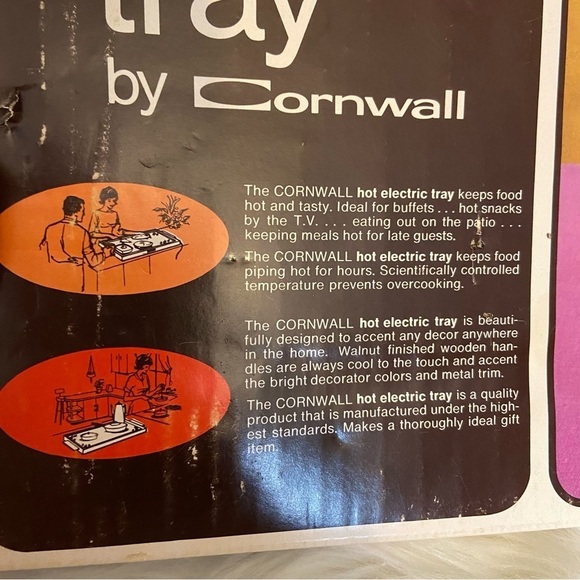 tray
by Cornwall
The CORNWALL hot electric tray keeps food
hot and tasty. Ideal for buffets . . . hot snacks
by the T.V. . . . eating out on the patio . . .
keeping meals hot for late guests.
The CORNWALL hot electric tray keeps food
piping hot for hours. Scientifically controlled
temperature prevents overcooking.
The CORNWALL hot electric tray is beauti-
fully designed to accent any decor anywhere
in the home. Walnut finished wooden han-
dles are always cool to the touch and accent
the bright decorator colors and metal trim.
The CORNWALL hot electric tray is a quality
product that is manufactured under the high-
est standards. Makes a thoroughly ideal gift
item.